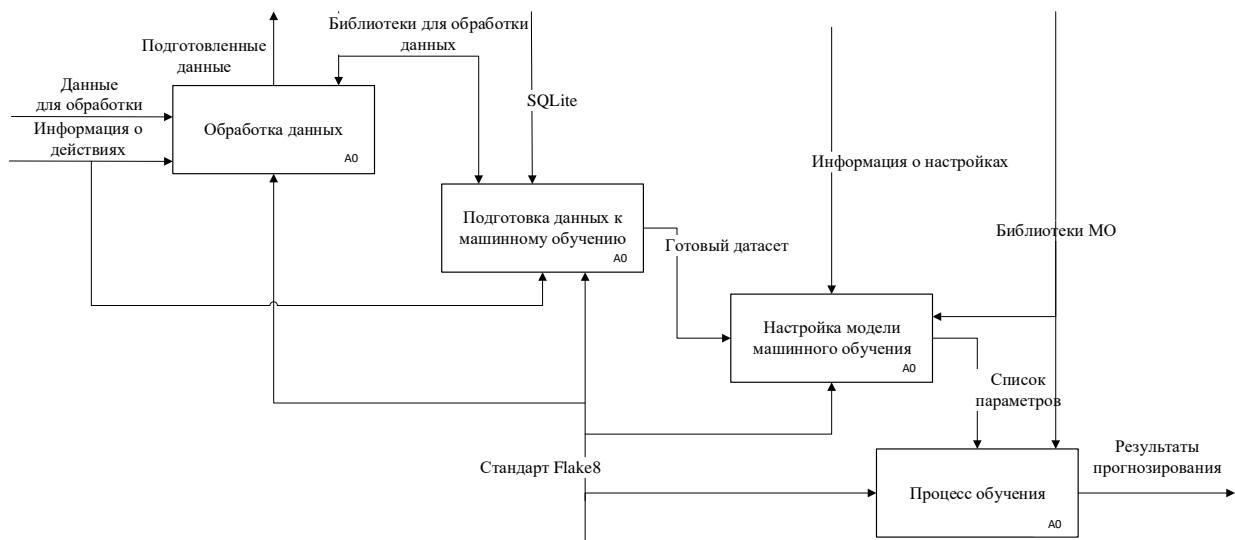 Библиотеки для обработки
данных
Подготовленные
данные
Данные
для обработки
Информация о
действиях
Обработка данных
A0
SQLite
Информация о настройках
Подготовка данных к
машинному обучению
A0
Готовый датасет
Библиотеки МО
Настройка модели
машинного обучения
A0
Список
параметров
Стандарт Flake8
Процесс обучения
A0
Результаты
прогнозирования